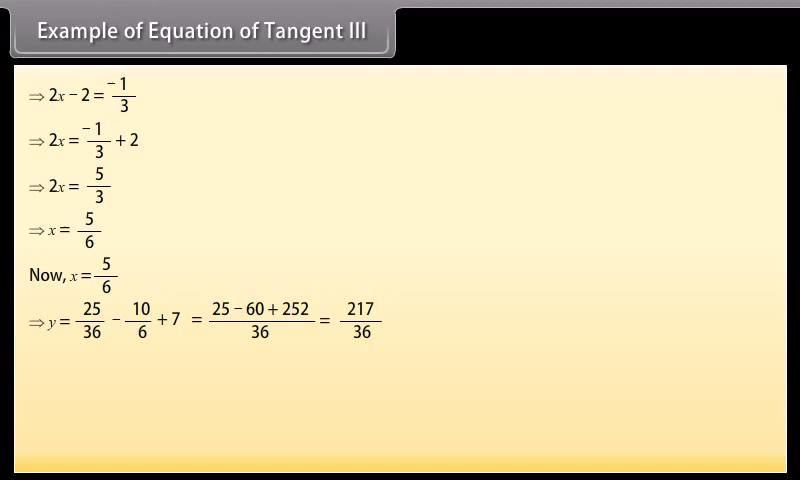 Example of Equation of Tangent III
⇒ 2x − 2 = −1/3
⇒ 2x = −1/3 + 2
⇒ 2x = 5/3
⇒ x = 5/6
Now, x = 5/6
⇒ y = 25/36 − 10/6 + 7 = (25 − 60 + 252)/36 = 217/36